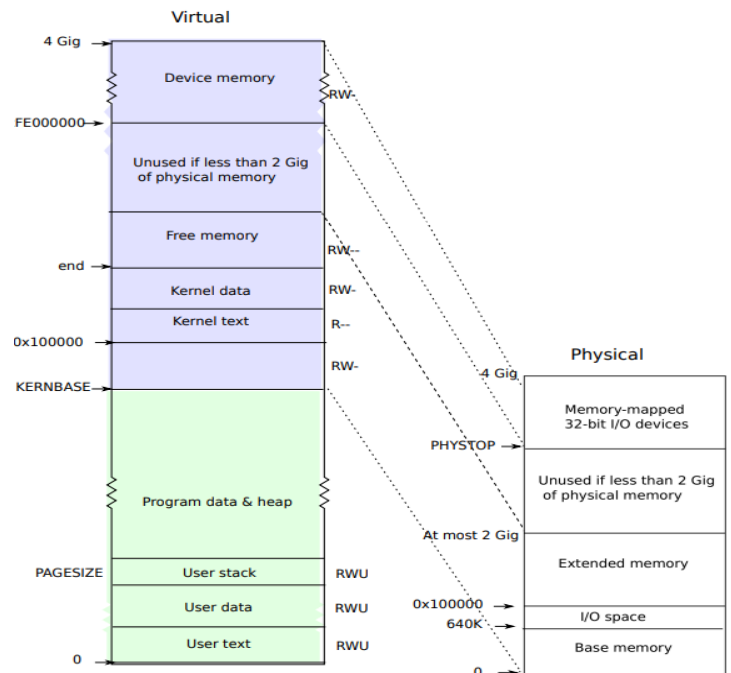 Virtual
4 Gig
Device memory
RW-
FE000000
Unused if less than 2 Gig
of physical memory
Free memory
RW--
end
Kernel data
RW-
Kernel text
R--
0x100000
RW-
KERNBASE
Program data & heap
PAGESIZE
User stack
RWU
User data
RWU
User text
RWU
0
Physical
4 Gig
Memory-mapped
32-bit I/O devices
PHYSTOP
Unused if less than 2 Gig
of physical memory
At most 2 Gig
Extended memory
0x100000
I/O space
640K
Base memory
0